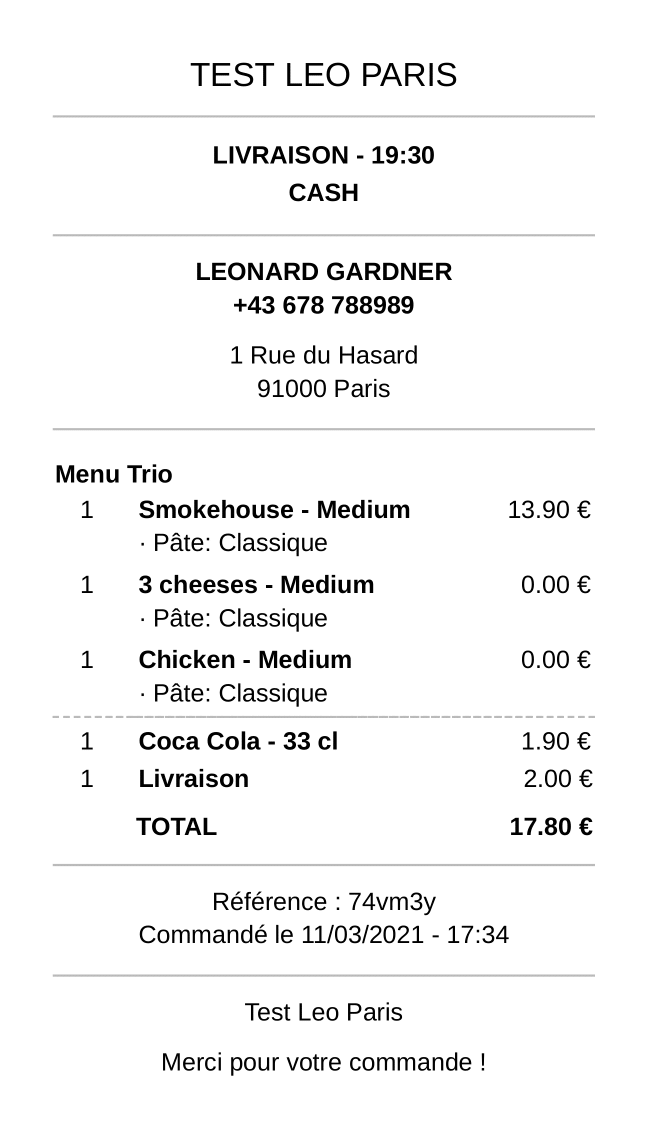 TEST LEO PARIS
LIVRAISON - 19:30
CASH
LEONARD GARDNER
+43 678 788989
1 Rue du Hasard
91000 Paris
Menu Trio
1 Smokehouse - Medium 13.90 €
· Pâte: Classique
1 3 cheeses - Medium 0.00 €
· Pâte: Classique
1 Chicken - Medium 0.00 €
· Pâte: Classique
1 Coca Cola - 33 cl 1.90 €
1 Livraison 2.00 €
TOTAL 17.80 €
Référence : 74vm3y
Commandé le 11/03/2021 - 17:34
Test Leo Paris
Merci pour votre commande !